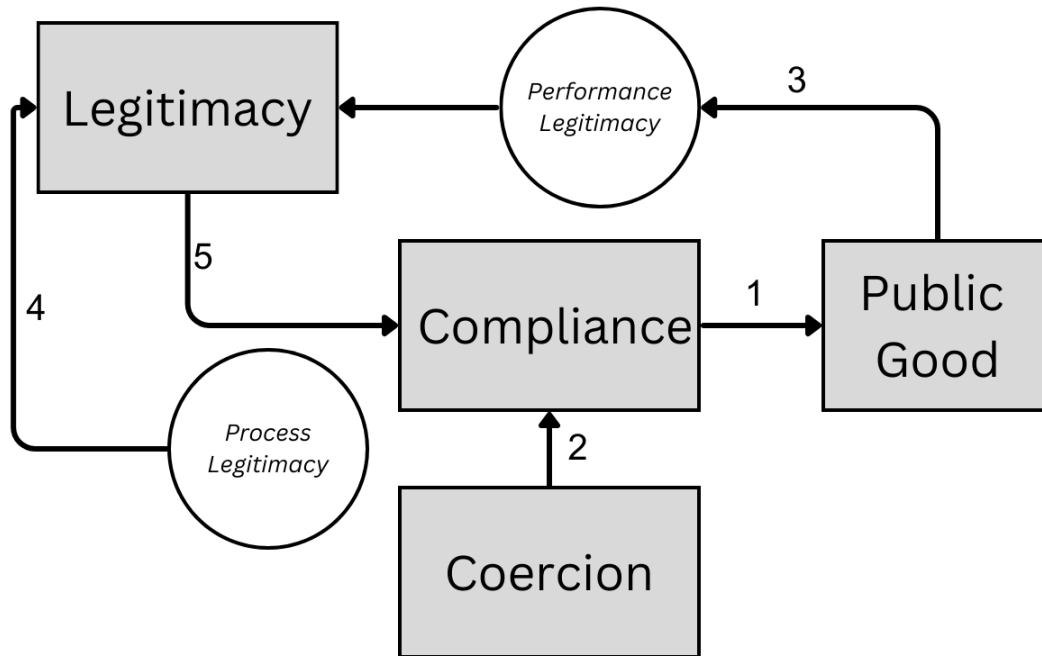 Legitimacy
Performance
Legitimacy
3
5
4
Compliance
1
Public
Good
Process
Legitimacy
2
Coercion